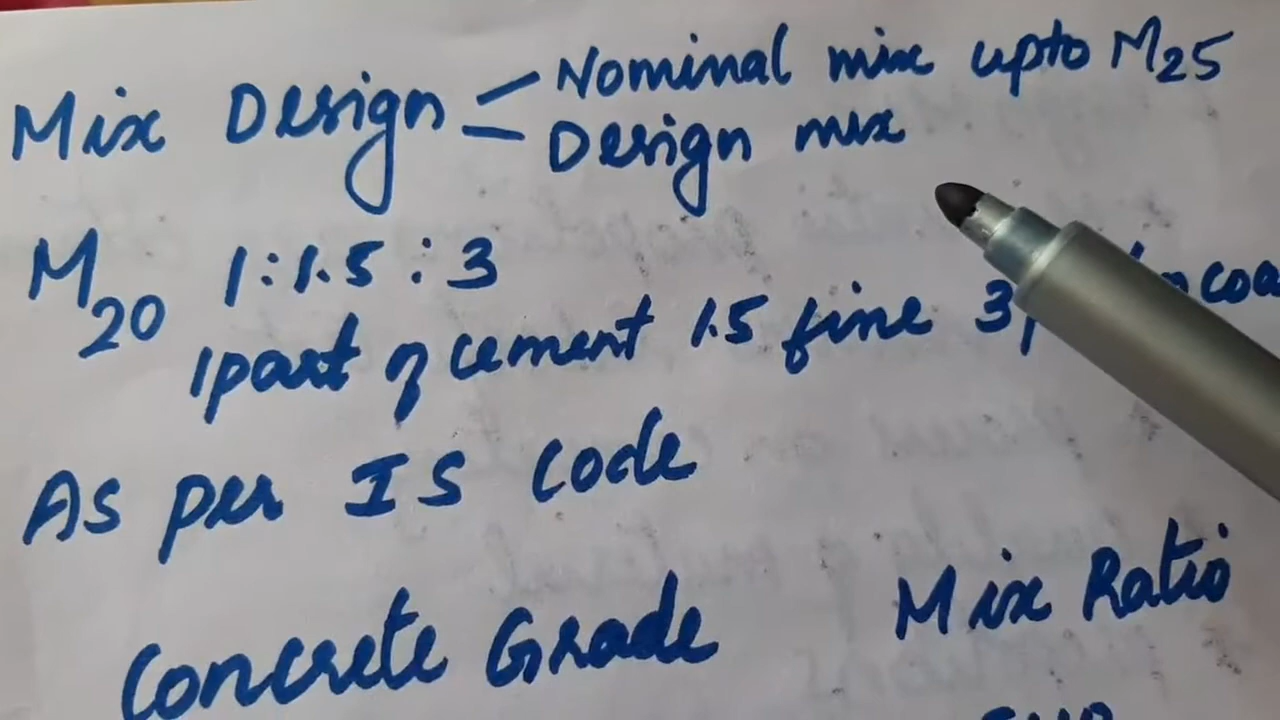 Mix Design Nominal mix upto M25
Design mix
M20 1:1.5:3
1part of cement 1.5 fine 3
As per IS Code
Concrete Grade Mix Ratio